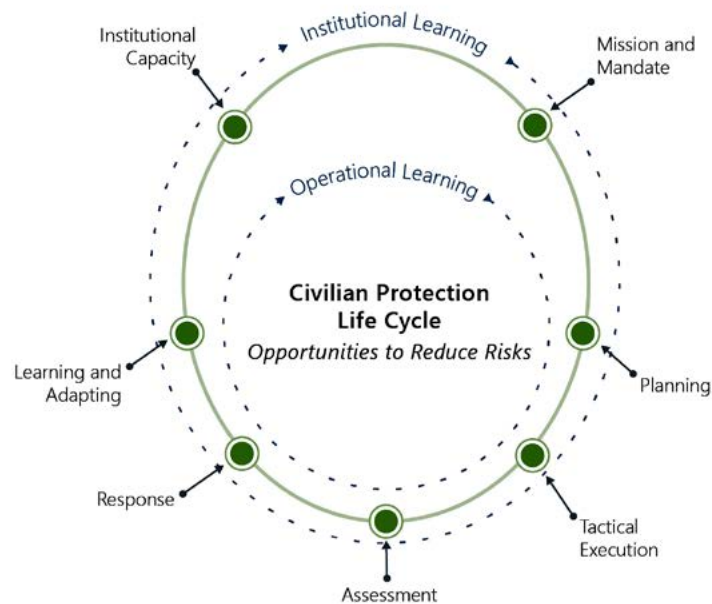 Institutional Learning
Institutional
Capacity
Mission and
Mandate
Operational Learning
Civilian Protection
Life Cycle
Opportunities to Reduce Risks
Learning and
Adapting
Planning
Response
Tactical
Execution
Assessment